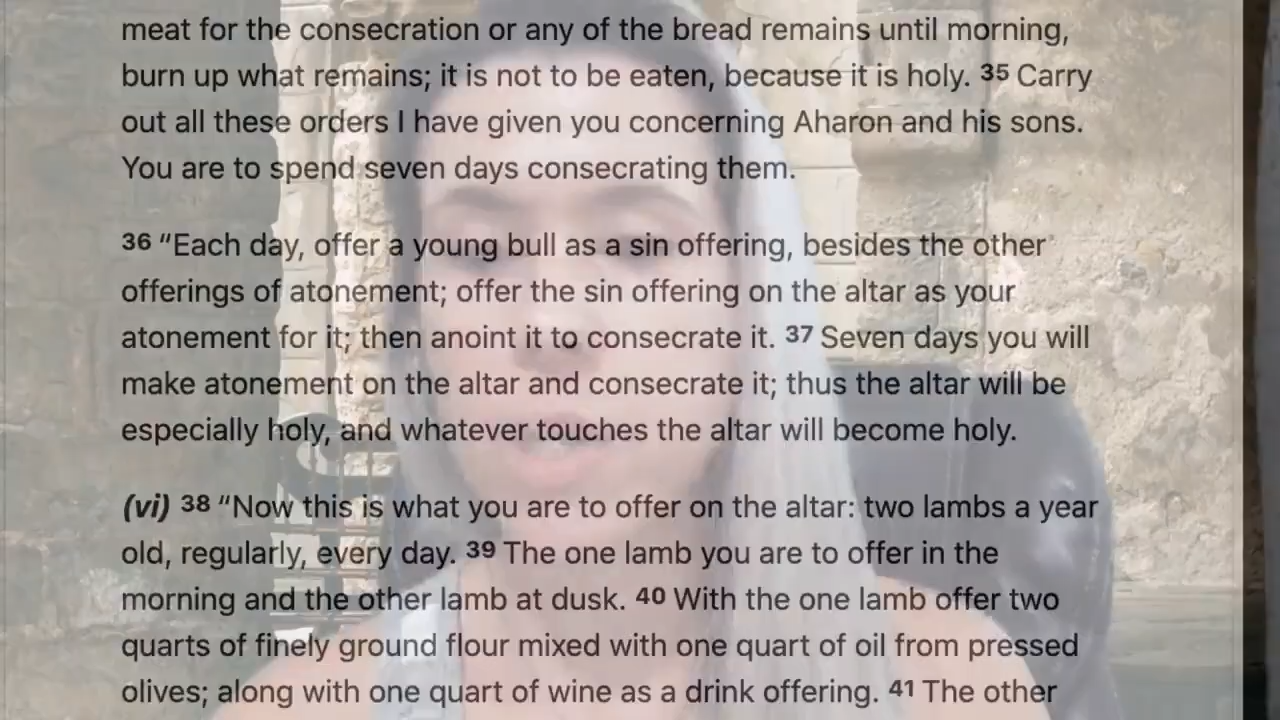 meat for the consecration or any of the bread remains until morning,
burn up what remains; it is not to be eaten, because it is holy. 35 Carry
out all these orders I have given you concerning Aharon and his sons.
You are to spend seven days consecrating them.
36 “Each day, offer a young bull as a sin offering, besides the other
offerings of atonement; offer the sin offering on the altar as your
atonement for it; then anoint it to consecrate it. 37 Seven days you will
make atonement on the altar and consecrate it; thus the altar will be
especially holy, and whatever touches the altar will become holy.
(vi) 38 “Now this is what you are to offer on the altar: two lambs a year
old, regularly, every day. 39 The one lamb you are to offer in the
morning and the other lamb at dusk. 40 With the one lamb offer two
quarts of finely ground flour mixed with one quart of oil from pressed
olives; along with one quart of wine as a drink offering. 41 The other